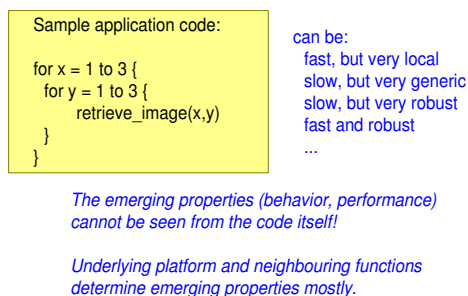 Sample application code:
for x = 1 to 3 {
for y = 1 to 3 {
retrieve_image(x,y)
}
}
can be:
fast, but very local
slow, but very generic
slow, but very robust
fast and robust
...
The emerging properties (behavior, performance)
cannot be seen from the code itself!
Underlying platform and neighbouring functions
determine emerging properties mostly.